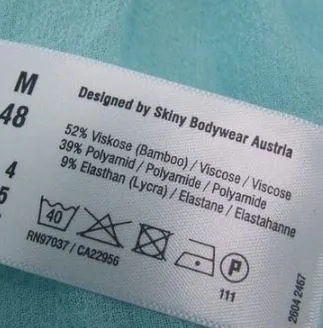 M
48
4
5
Designed by Skiny Bodywear Austria
52% Viskose (Bamboo) / Viscose / Viscose
39% Polyamid / Polyamide / Polyamide
9% Elasthan (Lycra) / Elastane / Elastahanne
40
P
RN97037 / CA22956
111
2604 2467